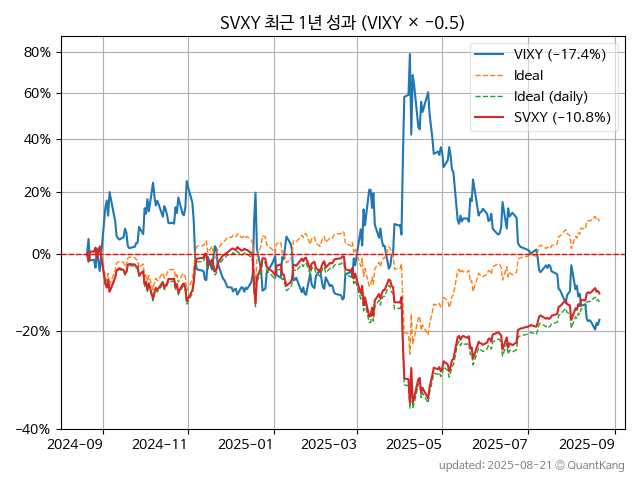 SVXY 최근 1년 성과 (VIXY × −0.5)
80%
60%
40%
20%
0%
−20%
−40%
VIXY (−17.4%)
Ideal
Ideal (daily)
SVXY (−10.8%)
2024-09
2024-11
2025-01
2025-03
2025-05
2025-07
2025-09
updated: 2025-08-21 © QuantKang